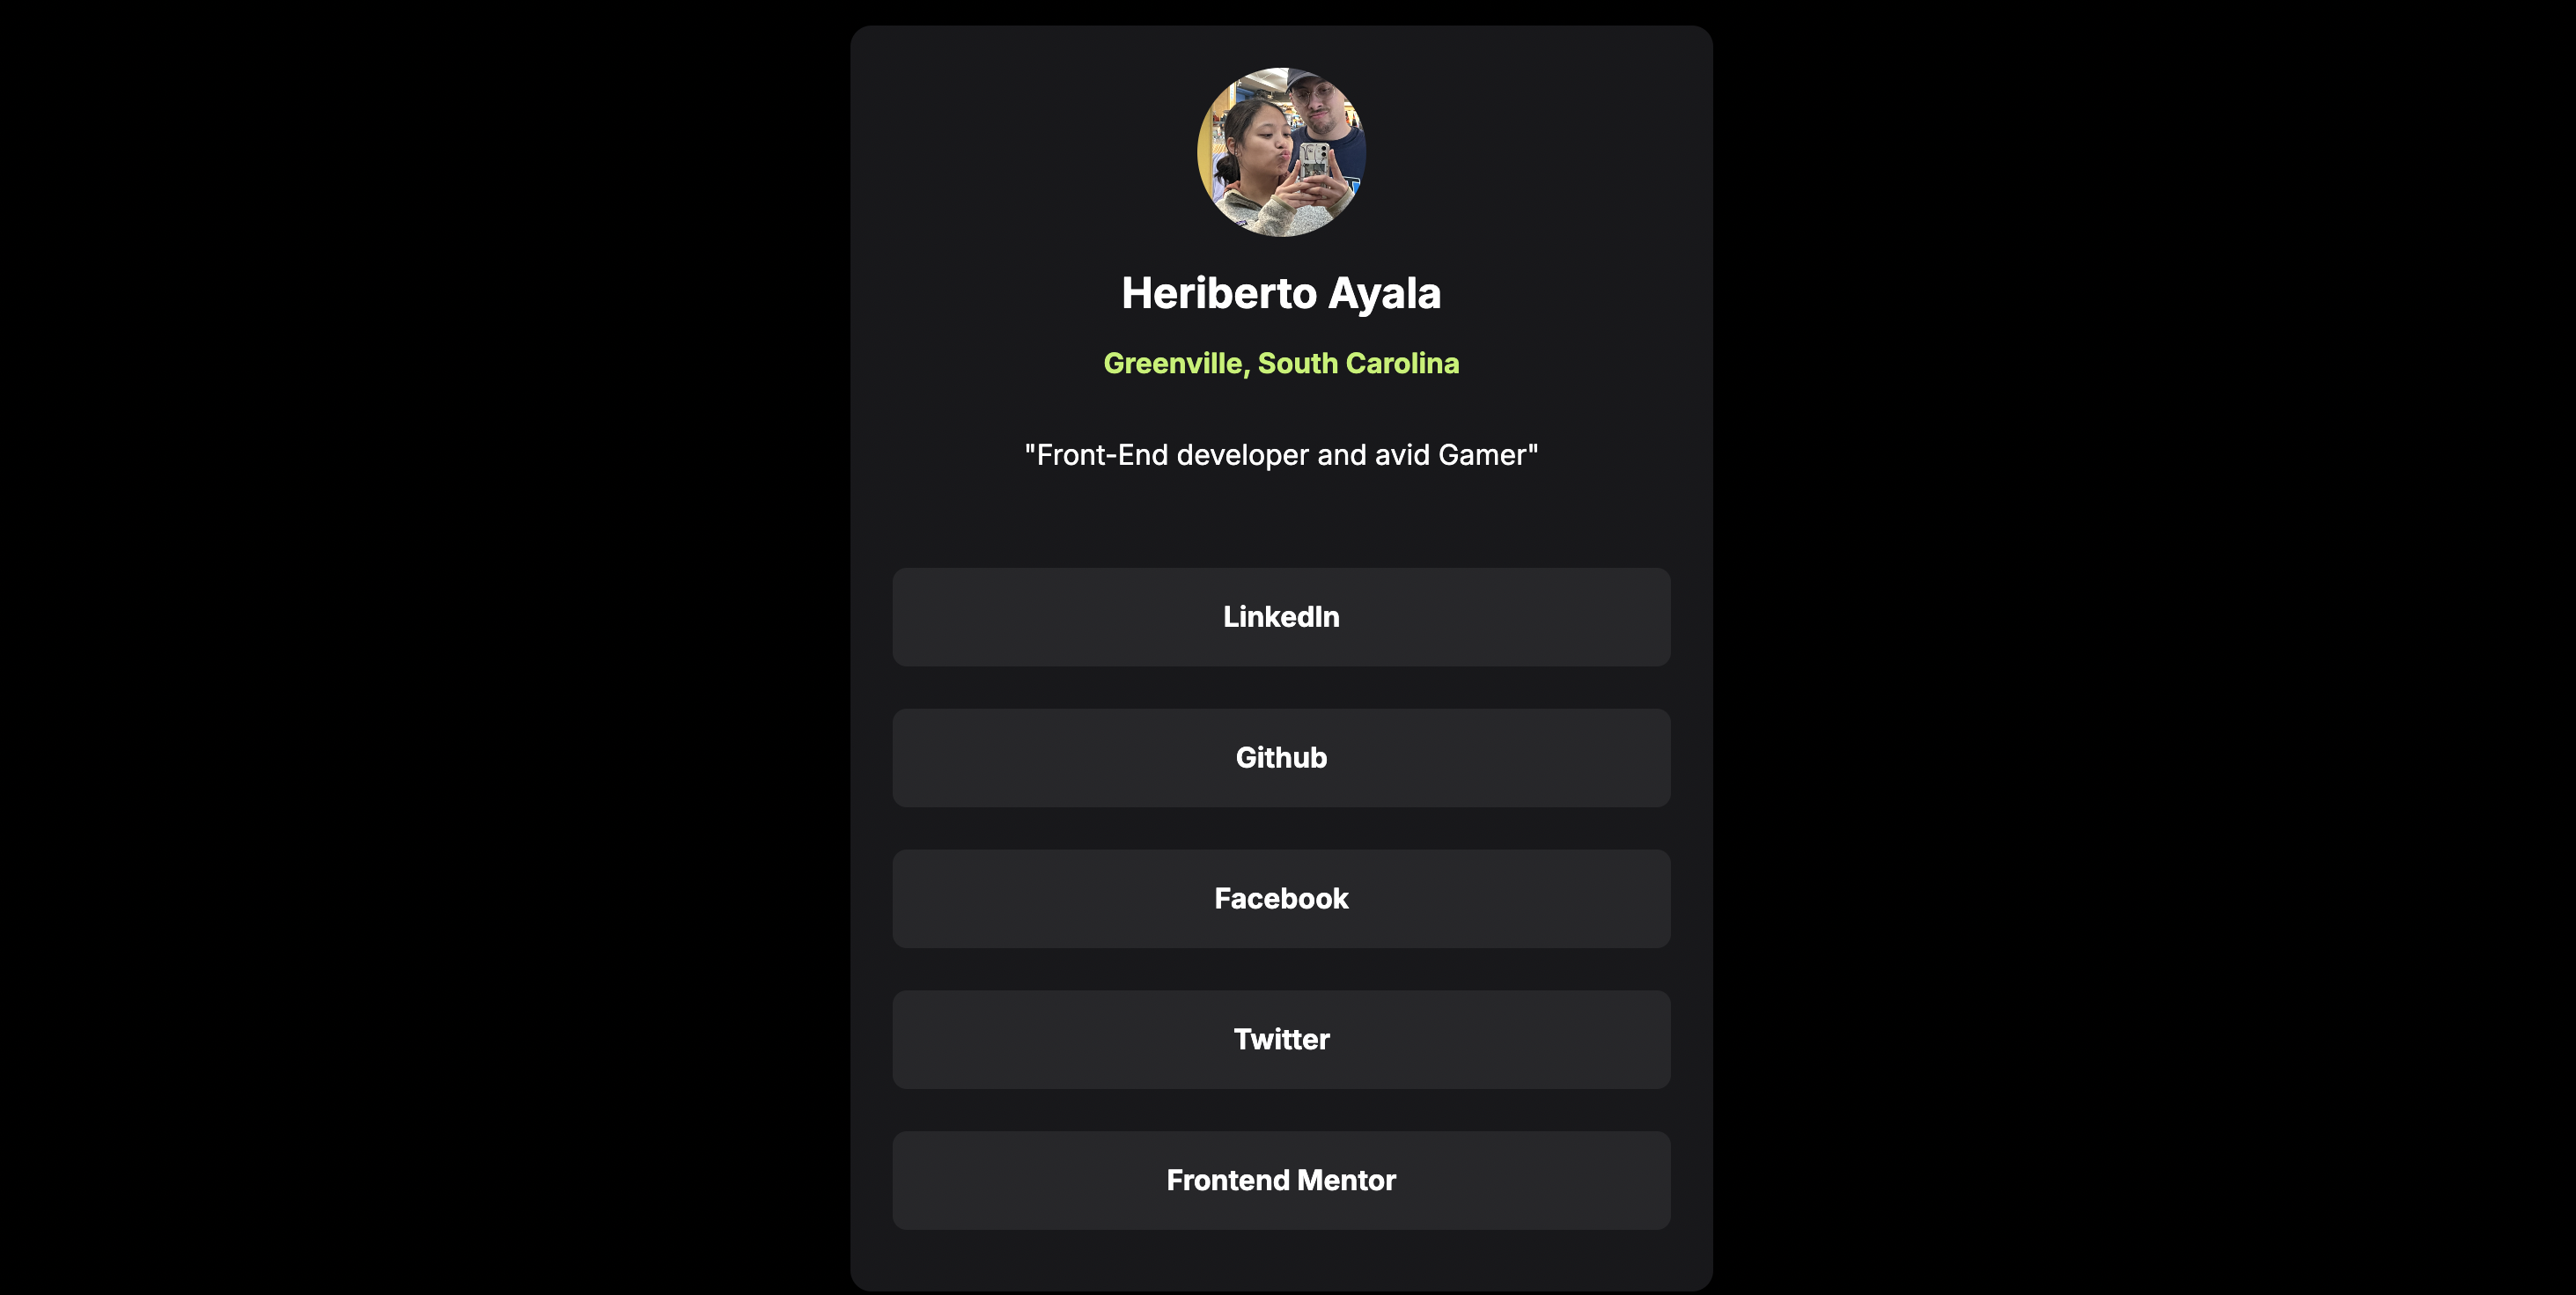 Heriberto Ayala
Greenville, South Carolina
"Front-End developer and avid Gamer"
LinkedIn
Github
Facebook
Twitter
Frontend Mentor